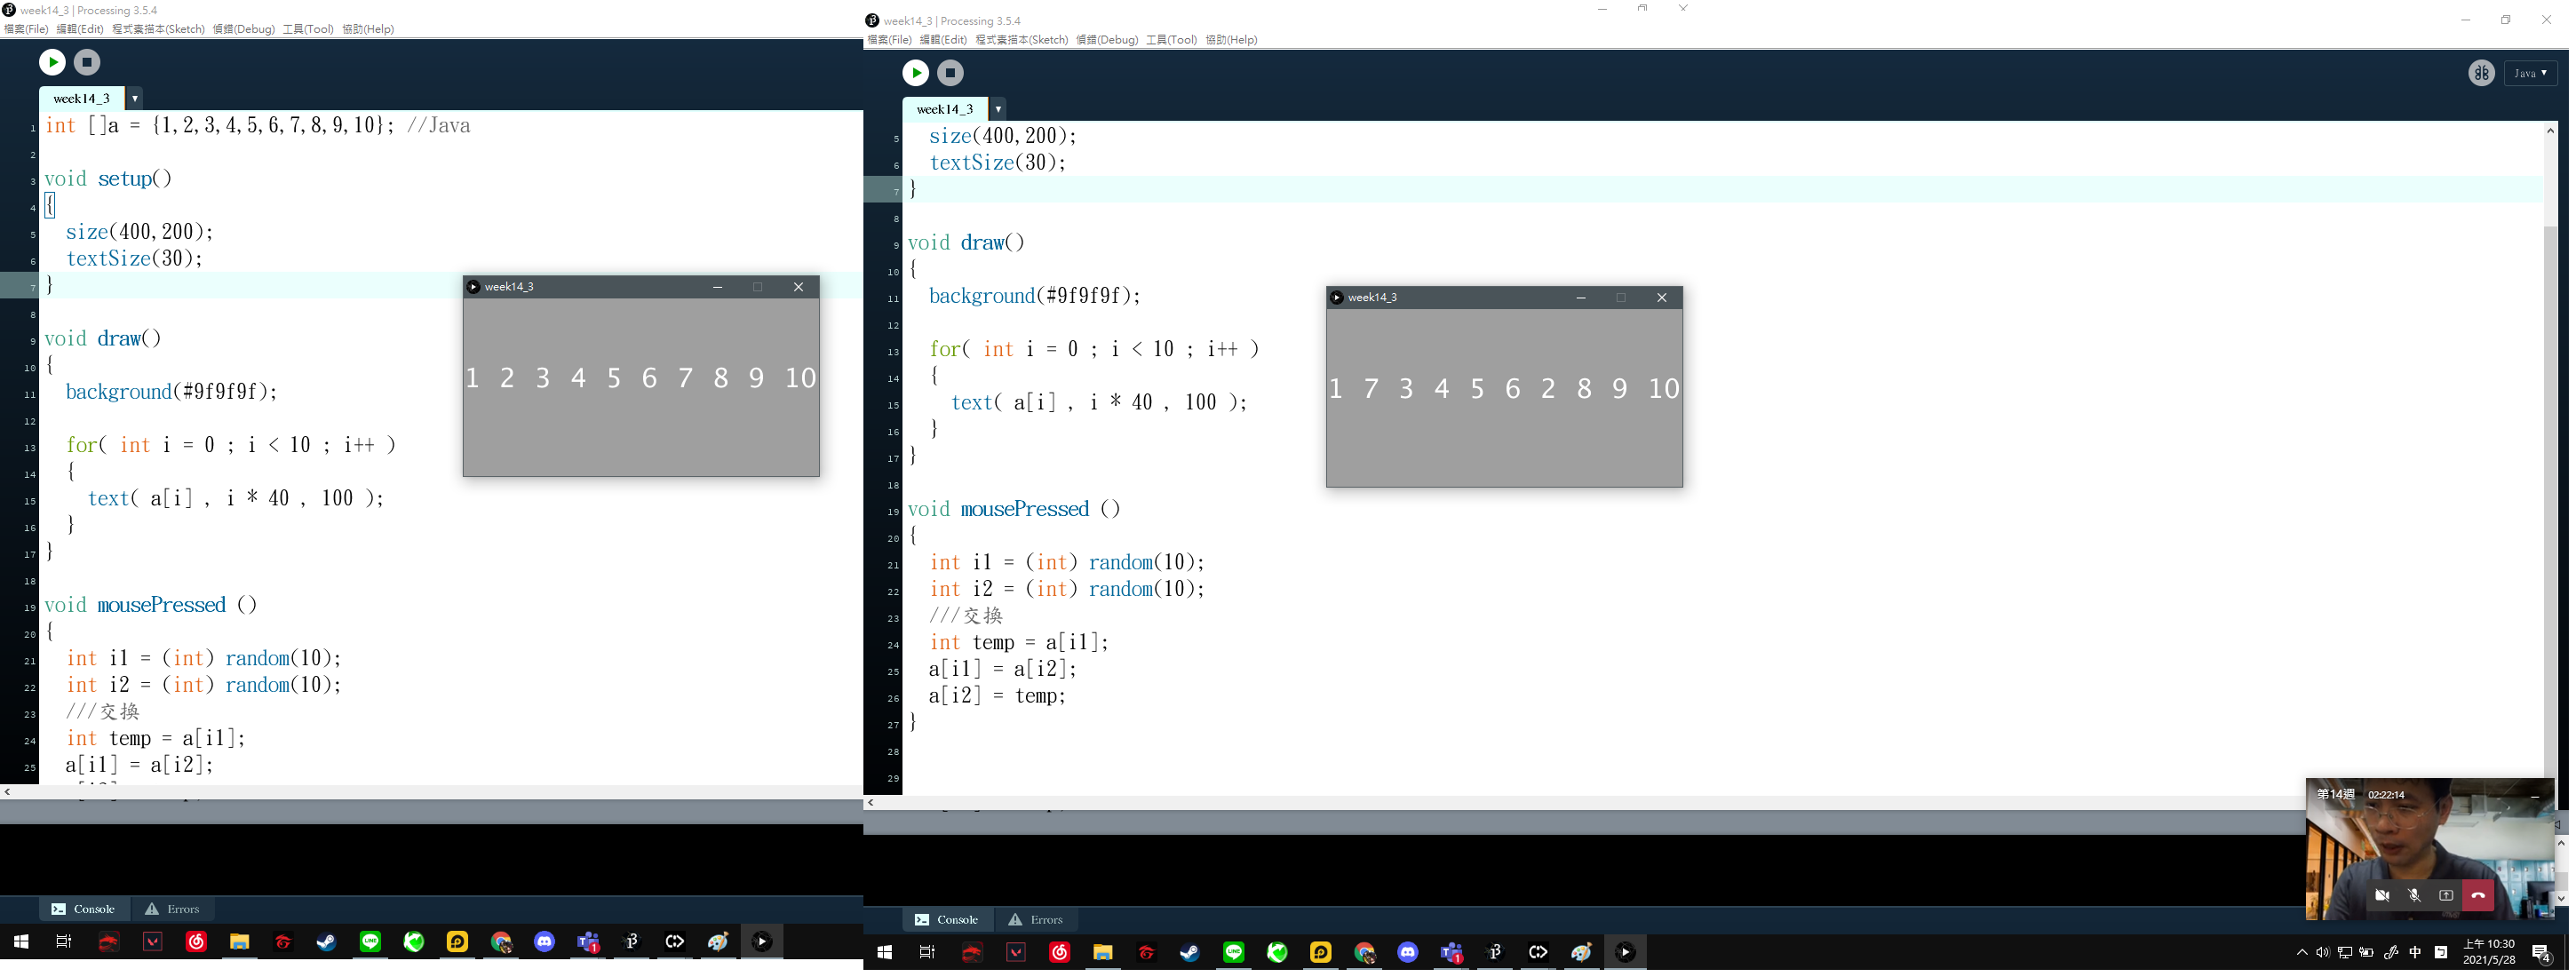 week14_3 | Processing 3.5.4
檔案(File) 編輯(Edit) 程式素描本(Sketch) 偵錯(Debug) 工具(Tool) 協助(Help)
week14_3 ▼
1 int []a = {1,2,3,4,5,6,7,8,9,10}; //Java
2
3 void setup()
4 {
5 size(400,200);
6 textSize(30);
7 }
8
9 void draw()
10 {
11 background(#9f9f9f);
12
13 for( int i = 0 ; i < 10 ; i++ )
14 {
15 text( a[i] , i * 40 , 100 );
16 }
17 }
18
19 void mousePressed ()
20 {
21 int i1 = (int) random(10);
22 int i2 = (int) random(10);
23 ///交換
24 int temp = a[i1];
25 a[i1] = a[i2];
week14_3
1 2 3 4 5 6 7 8 9 10
Console Errors
week14_3 | Processing 3.5.4
檔案(File) 編輯(Edit) 程式素描本(Sketch) 偵錯(Debug) 工具(Tool) 協助(Help)
Java ▼
week14_3 ▼
5 size(400,200);
6 textSize(30);
7 }
8
9 void draw()
10 {
11 background(#9f9f9f);
12
13 for( int i = 0 ; i < 10 ; i++ )
14 {
15 text( a[i] , i * 40 , 100 );
16 }
17 }
18
19 void mousePressed ()
20 {
21 int i1 = (int) random(10);
22 int i2 = (int) random(10);
23 ///交換
24 int temp = a[i1];
25 a[i1] = a[i2];
26 a[i2] = temp;
27 }
28
29
week14_3
1 7 3 4 5 6 2 8 9 10
第14週 02:22:14
Console Errors
中
上午 10:30
2021/5/28
4